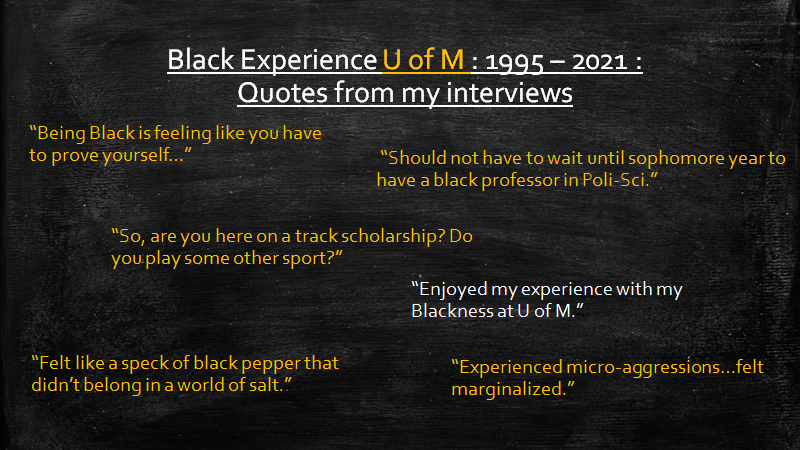 Black Experience U of M : 1995 – 2021 :
Quotes from my interviews
“Being Black is feeling like you have
to prove yourself...”
“Should not have to wait until sophomore year to
have a black professor in Poli-Sci.”
“So, are you here on a track scholarship? Do
you play some other sport?”
“Enjoyed my experience with my
Blackness at U of M.”
“Felt like a speck of black pepper that
didn’t belong in a world of salt.”
“Experienced micro-aggressions...felt
marginalized.”